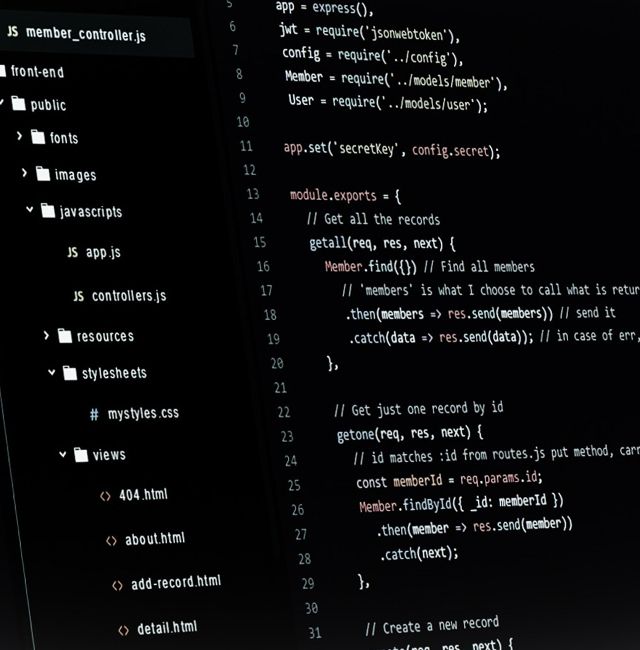 JS member_controller.js
front-end
public
fonts
images
javascripts
JS app.js
JS controllers.js
resources
stylesheets
# mystyles.css
views
<> 404.html
<> about.html
<> add-record.html
<> detail.html
5 app = express(),
6 jwt = require('jsonwebtoken'),
7 config = require('../config'),
8 Member = require('../models/member'),
9 User = require('../models/user');
10
11 app.set('secretKey', config.secret);
12
13 module.exports = {
14 // Get all the records
15 getall(req, res, next) {
16 Member.find({}) // Find all members
17 // 'members' is what I choose to call what is retur
18 .then(members => res.send(members)) // send it
19 .catch(data => res.send(data)); // in case of err,
20 },
21
22 // Get just one record by id
23 getone(req, res, next) {
24 // id matches :id from routes.js put method, carr
25 const memberId = req.params.id;
26 Member.findById({ _id: memberId })
27 .then(member => res.send(member))
28 .catch(next);
29 },
30
31 // Create a new record
(req, res, next) {